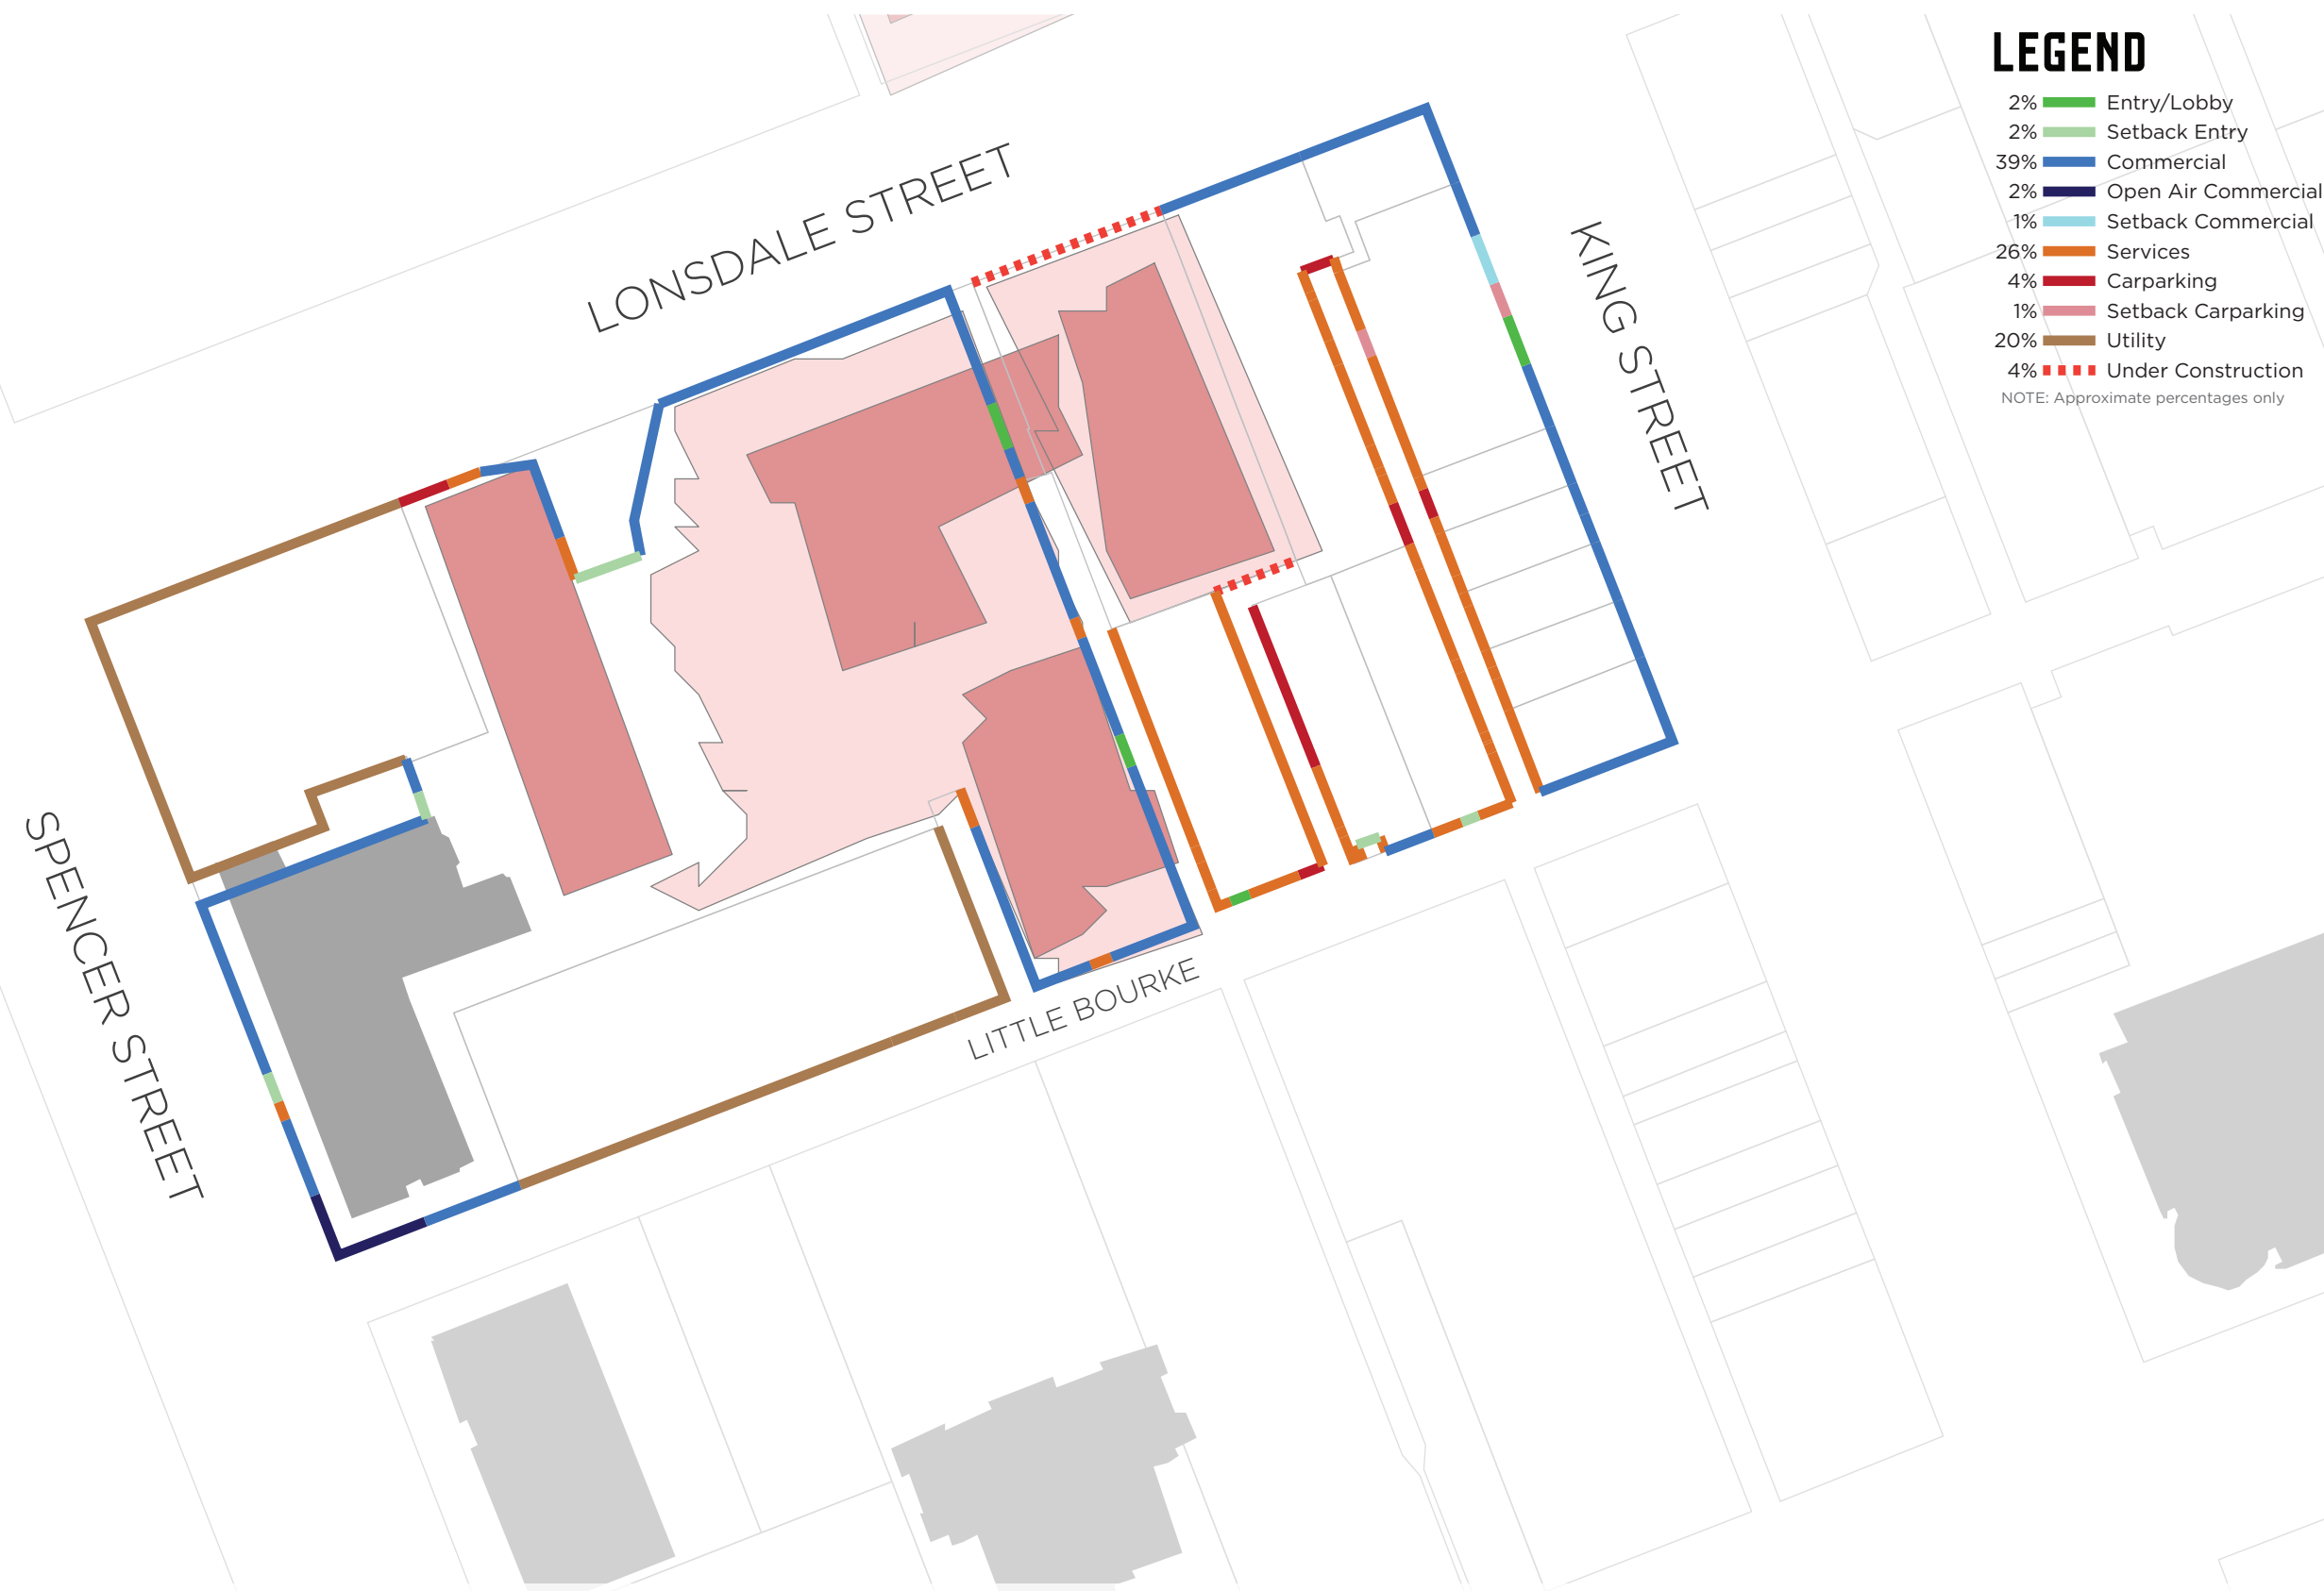 LEGEND
2% Entry/Lobby
2% Setback Entry
39% Commercial
2% Open Air Commercial
1% Setback Commercial
26% Services
4% Carparking
1% Setback Carparking
20% Utility
4% Under Construction
NOTE: Approximate percentages only
LONSDALE STREET
KING STREET
SPENCER STREET
LITTLE BOURKE